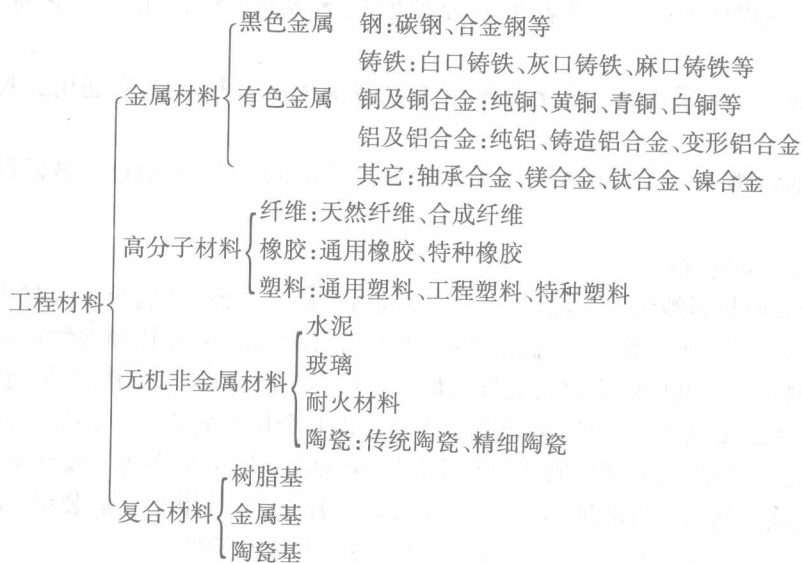 黑色金属 钢:碳钢、合金钢等
铸铁:白口铸铁、灰口铸铁、麻口铸铁等
金属材料
有色金属 铜及铜合金:纯铜、黄铜、青铜、白铜等
铝及铝合金:纯铝、铸造铝合金、变形铝合金
其它:轴承合金、镁合金、钛合金、镍合金
纤维:天然纤维、合成纤维
高分子材料
橡胶:通用橡胶、特种橡胶
塑料:通用塑料、工程塑料、特种塑料
工程材料
水泥
玻璃
无机非金属材料
耐火材料
陶瓷:传统陶瓷、精细陶瓷
树脂基
复合材料
金属基
陶瓷基